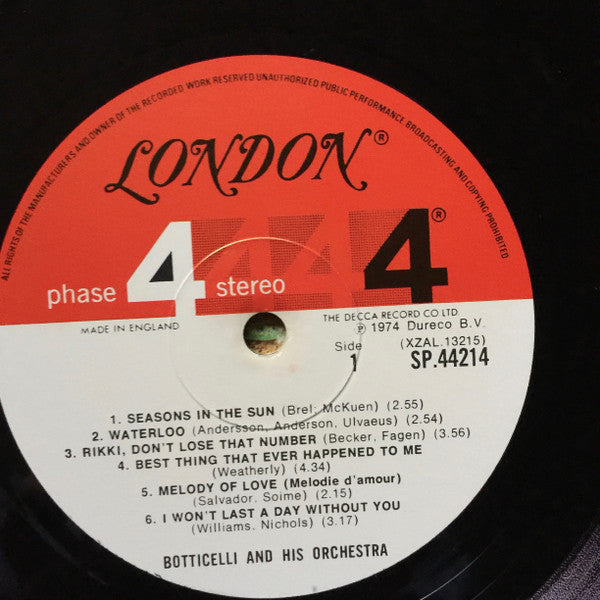 ALL RIGHTS OF THE MANUFACTURERS AND OWNER OF THE RECORDED WORK RESERVED UNAUTHORIZED PUBLIC PERFORMANCE BROADCASTING AND COPYING PROHIBITED
LONDON®
phase 4 stereo 4®
MADE IN ENGLAND
THE DECCA RECORD CO LTD.
℗ 1974 Dureco B.V.
Side 1
(XZAL.13215)
SP.44214
1. SEASONS IN THE SUN (Brel; McKuen) (2.55)
2. WATERLOO (Andersson, Anderson, Ulvaeus) (2.54)
3. RIKKI, DON'T LOSE THAT NUMBER (Becker, Fagen) (3.56)
4. BEST THING THAT EVER HAPPENED TO ME
(Weatherly) (4.34)
5. MELODY OF LOVE (Melodie d'amour)
(Salvador. Soime) (2.15)
6. I WON'T LAST A DAY WITHOUT YOU
(Williams. Nichols) (3.17)
BOTTICELLI AND HIS ORCHESTRA